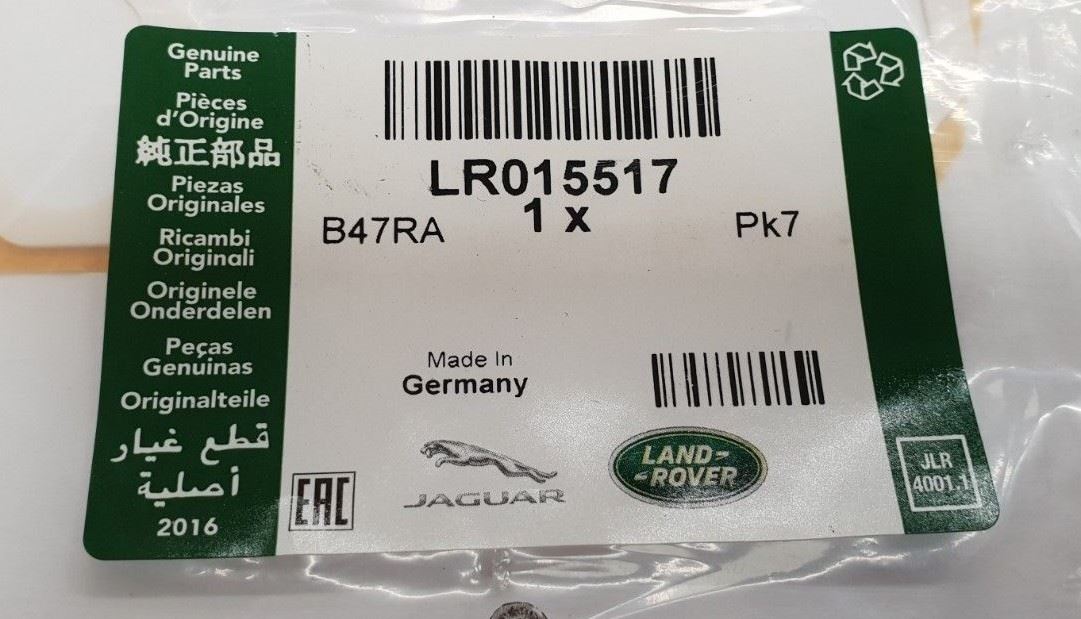 Genuine
Parts
Pièces
d'Origine
純正部品
Piezas
Originales
Ricambi
Originali
Originele
Onderdelen
Peças
Genuinas
Originalteile
قطع غيار
أصلية
2016
LR015517
1 x
B47RA
Pk7
Made In
Germany
EAC
JAGUAR
LAND-
-ROVER
JLR
4001.1